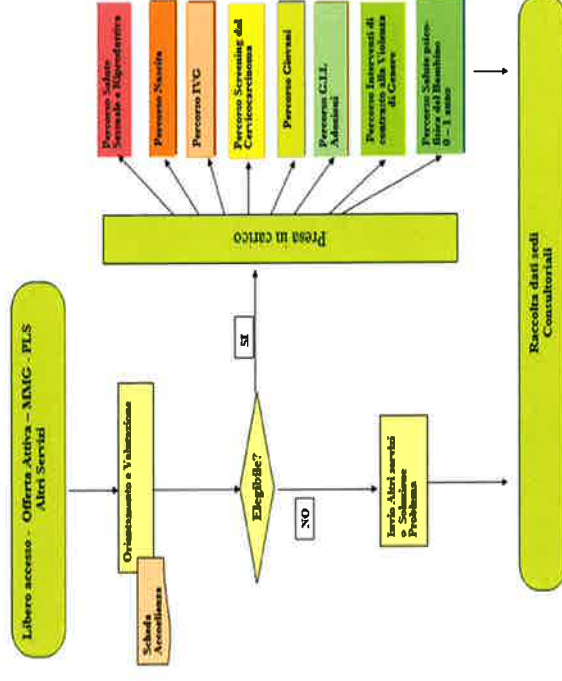 Libero accesso - Offerta Attiva – MMG - PLS
Altri Servizi
Orientamento e Valutazione
Scheda
Accoglienza
Elegibile?
SI
NO
Invio Altri servizi
o Soluzione
Problema
Presa in carico
Percorso Salute
Sessuale e Riproduttiva
Percorso Nascita
Percorso IVG
Percorso Screening del
Cervicocarcinoma
Percorso Giovani
Percorso G.I.L
Adozioni
Percorso Interventi di
contrasto alla Violenza
di Genere
Percorso Salute psico-
fisica del Bambino
0 – 1 anno
Raccolta dati sedi
Consultoriali